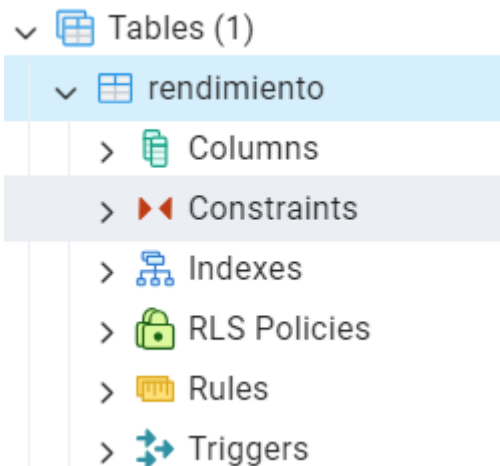 Tables (1)
rendimiento
Columns
Constraints
Indexes
RLS Policies
Rules
Triggers